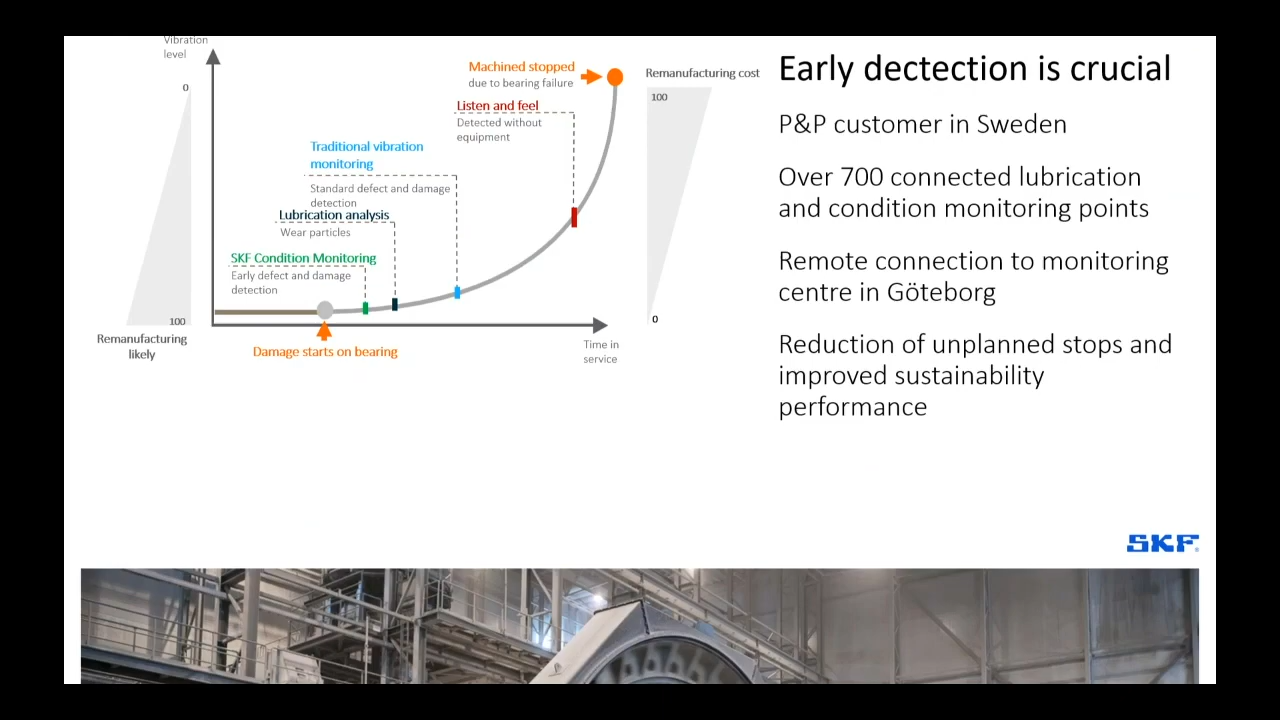 Vibration
level
0
100
Remanufacturing
likely
Machined stopped
due to bearing failure
Listen and feel
Detected without
equipment
Traditional vibration
monitoring
Standard defect and damage
detection
Lubrication analysis
Wear particles
SKF Condition Monitoring
Early defect and damage
detection
Damage starts on bearing
Time in
service
Remanufacturing cost
100
0
Early dectection is crucial
P&P customer in Sweden
Over 700 connected lubrication
and condition monitoring points
Remote connection to monitoring
centre in Göteborg
Reduction of unplanned stops and
improved sustainability
performance
SKF